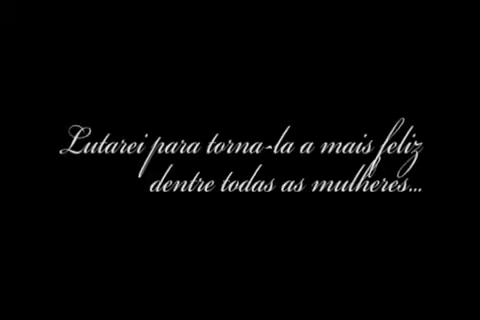 Lutarei para torna-la a mais feliz
dentre todas as mulheres...